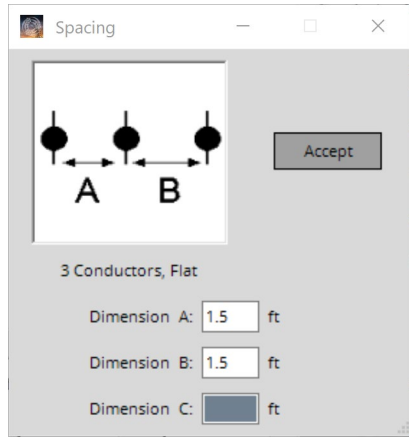 Spacing
A B
Accept
3 Conductors, Flat
Dimension A: 1.5 ft
Dimension B: 1.5 ft
Dimension C: ft